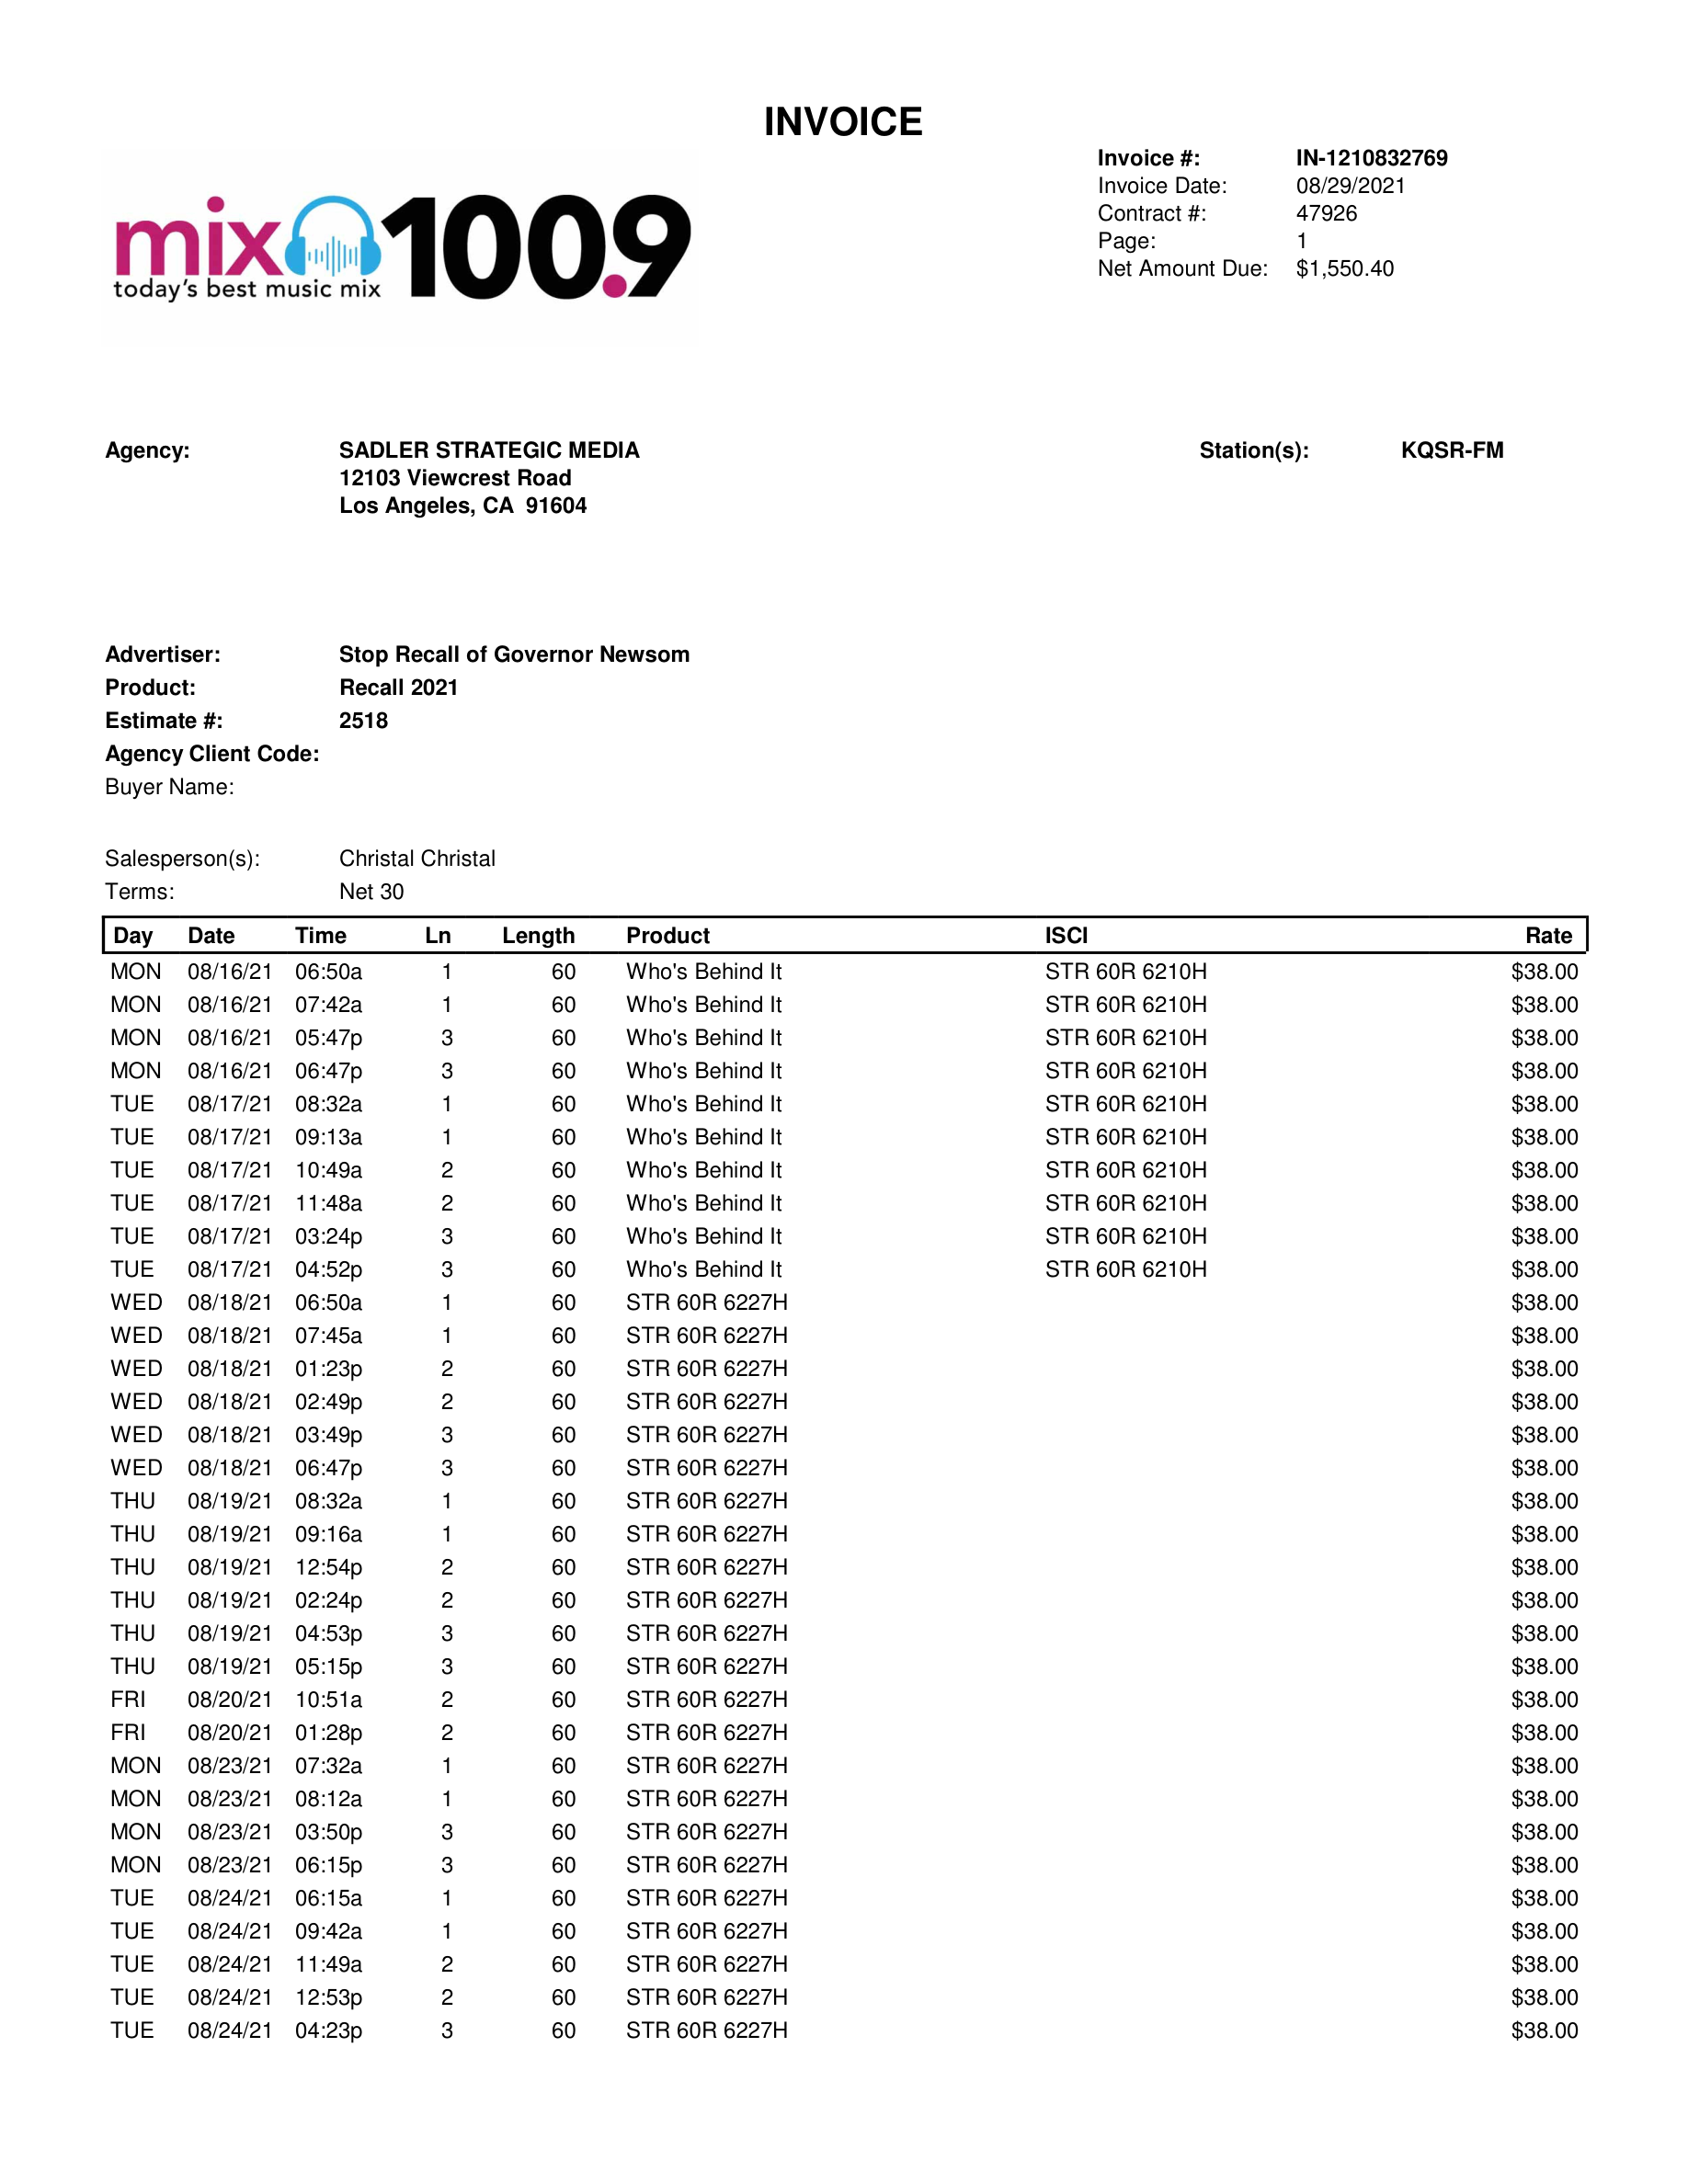 INVOICE
mix 100.9
today's best music mix
Invoice #: IN-1210832769
Invoice Date: 08/29/2021
Contract #: 47926
Page: 1
Net Amount Due: $1,550.40
Agency: SADLER STRATEGIC MEDIA Station(s): KQSR-FM
12103 Viewcrest Road
Los Angeles, CA 91604
Advertiser: Stop Recall of Governor Newsom
Product: Recall 2021
Estimate #: 2518
Agency Client Code:
Buyer Name:
Salesperson(s): Christal Christal
Terms: Net 30
Day Date Time Ln Length Product ISCI Rate
MON 08/16/21 06:50a 1 60 Who's Behind It STR 60R 6210H $38.00
MON 08/16/21 07:42a 1 60 Who's Behind It STR 60R 6210H $38.00
MON 08/16/21 05:47p 3 60 Who's Behind It STR 60R 6210H $38.00
MON 08/16/21 06:47p 3 60 Who's Behind It STR 60R 6210H $38.00
TUE 08/17/21 08:32a 1 60 Who's Behind It STR 60R 6210H $38.00
TUE 08/17/21 09:13a 1 60 Who's Behind It STR 60R 6210H $38.00
TUE 08/17/21 10:49a 2 60 Who's Behind It STR 60R 6210H $38.00
TUE 08/17/21 11:48a 2 60 Who's Behind It STR 60R 6210H $38.00
TUE 08/17/21 03:24p 3 60 Who's Behind It STR 60R 6210H $38.00
TUE 08/17/21 04:52p 3 60 Who's Behind It STR 60R 6210H $38.00
WED 08/18/21 06:50a 1 60 STR 60R 6227H $38.00
WED 08/18/21 07:45a 1 60 STR 60R 6227H $38.00
WED 08/18/21 01:23p 2 60 STR 60R 6227H $38.00
WED 08/18/21 02:49p 2 60 STR 60R 6227H $38.00
WED 08/18/21 03:49p 3 60 STR 60R 6227H $38.00
WED 08/18/21 06:47p 3 60 STR 60R 6227H $38.00
THU 08/19/21 08:32a 1 60 STR 60R 6227H $38.00
THU 08/19/21 09:16a 1 60 STR 60R 6227H $38.00
THU 08/19/21 12:54p 2 60 STR 60R 6227H $38.00
THU 08/19/21 02:24p 2 60 STR 60R 6227H $38.00
THU 08/19/21 04:53p 3 60 STR 60R 6227H $38.00
THU 08/19/21 05:15p 3 60 STR 60R 6227H $38.00
FRI 08/20/21 10:51a 2 60 STR 60R 6227H $38.00
FRI 08/20/21 01:28p 2 60 STR 60R 6227H $38.00
MON 08/23/21 07:32a 1 60 STR 60R 6227H $38.00
MON 08/23/21 08:12a 1 60 STR 60R 6227H $38.00
MON 08/23/21 03:50p 3 60 STR 60R 6227H $38.00
MON 08/23/21 06:15p 3 60 STR 60R 6227H $38.00
TUE 08/24/21 06:15a 1 60 STR 60R 6227H $38.00
TUE 08/24/21 09:42a 1 60 STR 60R 6227H $38.00
TUE 08/24/21 11:49a 2 60 STR 60R 6227H $38.00
TUE 08/24/21 12:53p 2 60 STR 60R 6227H $38.00
TUE 08/24/21 04:23p 3 60 STR 60R 6227H $38.00